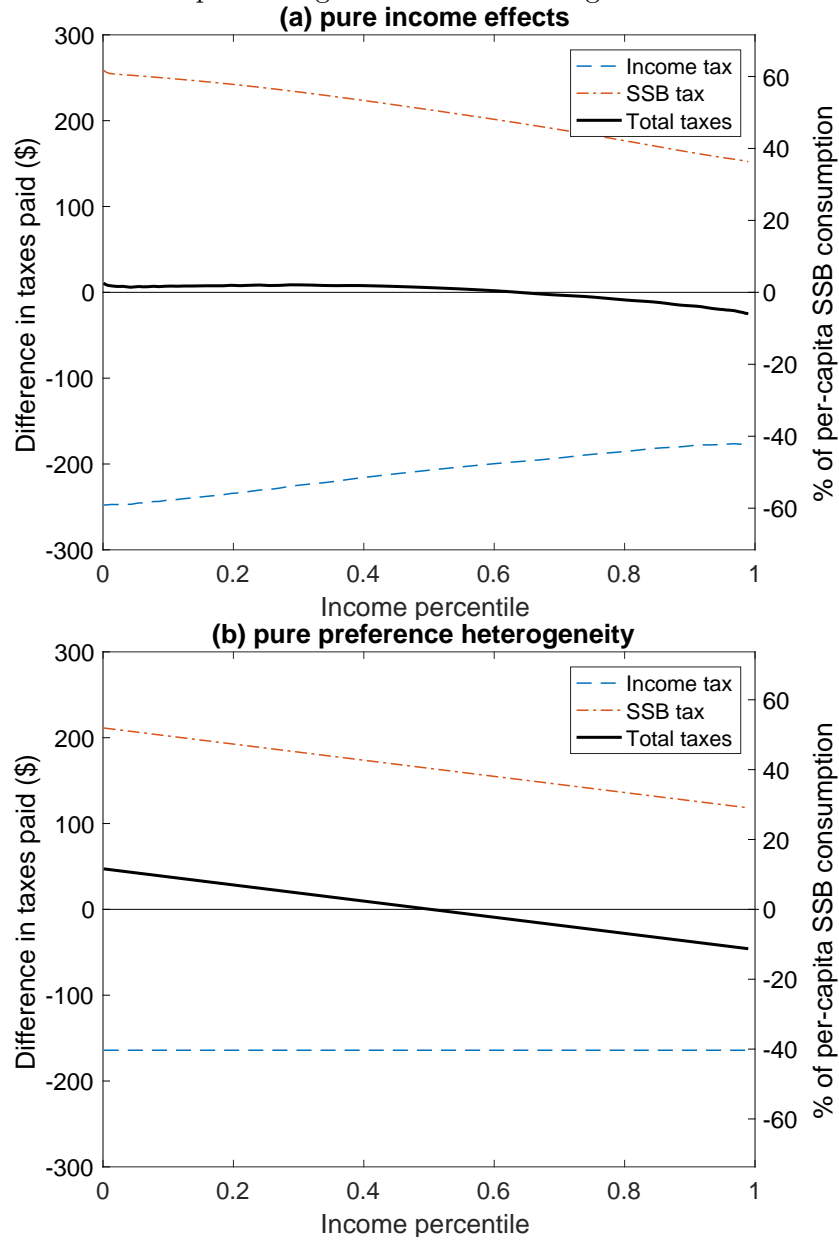 (a) pure income effects
300
200
100
0
-100
-200
-300
Difference in taxes paid ($)
Income tax
SSB tax
Total taxes
60
40
20
0
-20
-40
-60
% of per-capita SSB consumption
0 0.2 0.4 0.6 0.8 1
Income percentile
(b) pure preference heterogeneity
300
200
100
0
-100
-200
-300
Difference in taxes paid ($)
Income tax
SSB tax
Total taxes
60
40
20
0
-20
-40
-60
% of per-capita SSB consumption
0 0.2 0.4 0.6 0.8 1
Income percentile